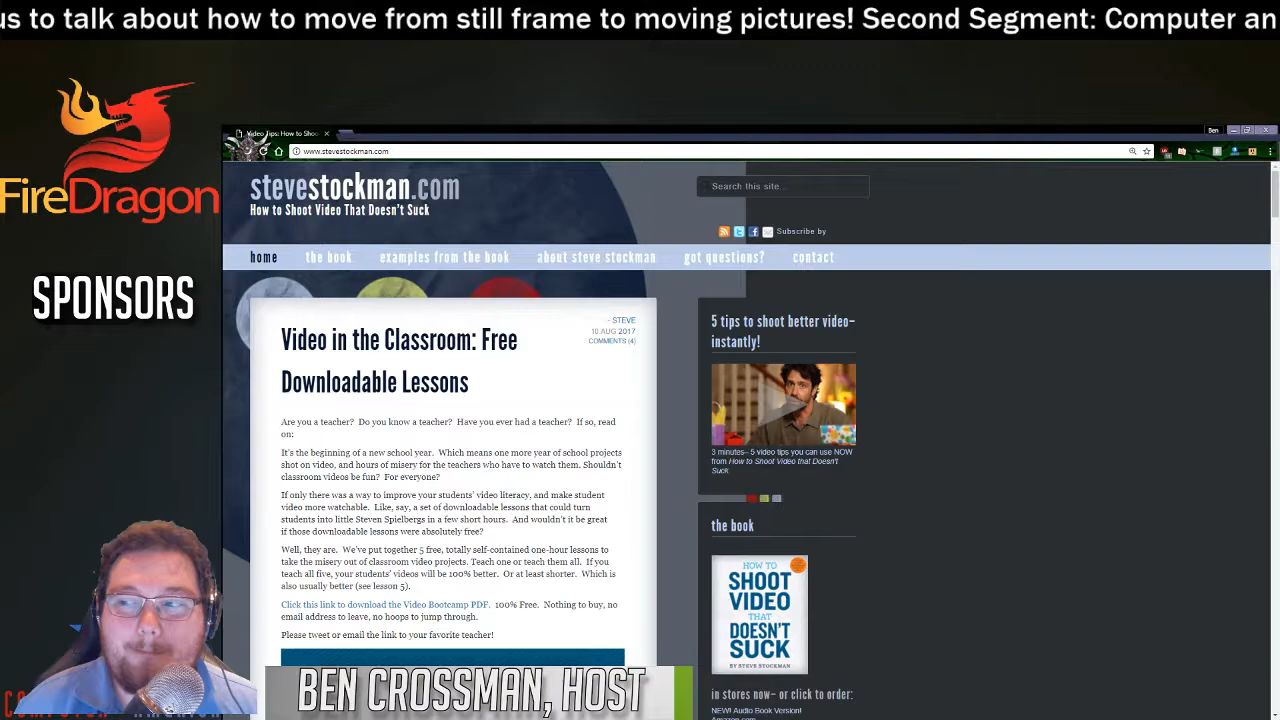 us to talk about how to move from still frame to moving pictures! Second Segment: Computer an
FireDragon
SPONSORS
Video Tips: How to Shoo
Ben
www.stevestockman.com
stevestockman.com
How to Shoot Video That Doesn't Suck
Search this site...
Subscribe by
home the book examples from the book about steve stockman got questions? contact
Video in the Classroom: Free
Downloadable Lessons
- STEVE
10 AUG 2017
COMMENTS (4)
Are you a teacher? Do you know a teacher? Have you ever had a teacher? If so, read
on:
It's the beginning of a new school year. Which means one more year of school projects
shot on video, and hours of misery for the teachers who have to watch them. Shouldn't
classroom videos be fun? For everyone?
If only there was a way to improve your students' video literacy, and make student
video more watchable. Like, say, a set of downloadable lessons that could turn
students into little Steven Spielbergs in a few short hours. And wouldn't it be great
if those downloadable lessons were absolutely free?
Well, they are. We've put together 5 free, totally self-contained one-hour lessons to
take the misery out of classroom video projects. Teach one or teach them all. If you
teach all five, your students' videos will be 100% better. Or at least shorter. Which is
also usually better (see lesson 5).
Click this link to download the Video Bootcamp PDF. 100% Free. Nothing to buy, no
email address to leave, no hoops to jump through.
Please tweet or email the link to your favorite teacher!
5 tips to shoot better video–
instantly!
3 minutes– 5 video tips you can use NOW
from How to Shoot Video that Doesn't
Suck
the book
HOW TO
SHOOT
VIDEO
THAT
DOESN'T
SUCK
BY STEVE STOCKMAN
in stores now– or click to order:
NEW! Audio Book Version!
Amazon.com
BEN CROSSMAN, HOST